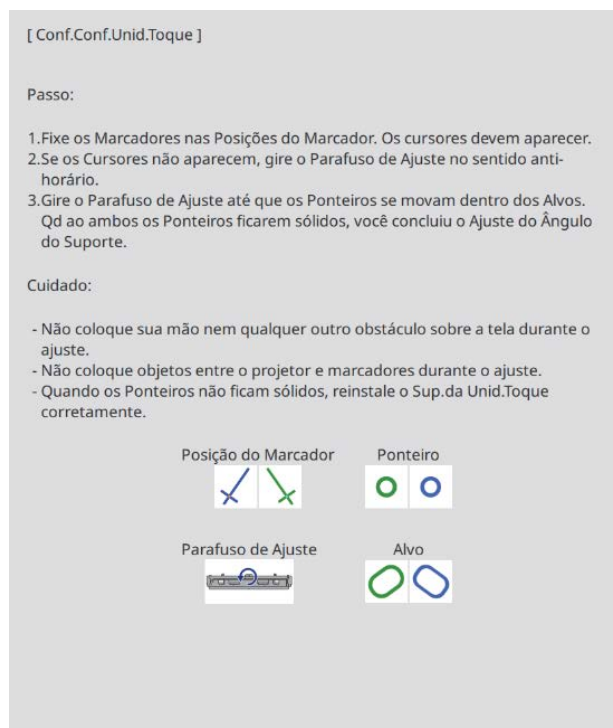 [ Conf.Conf.Unid.Toque ]
Passo:
1.Fixe os Marcadores nas Posições do Marcador. Os cursores devem aparecer.
2.Se os Cursores não aparecem, gire o Parafuso de Ajuste no sentido anti-
horário.
3.Gire o Parafuso de Ajuste até que os Ponteiros se movam dentro dos Alvos.
Qd ao ambos os Ponteiros ficarem sólidos, você concluiu o Ajuste do Ângulo
do Suporte.
Cuidado:
- Não coloque sua mão nem qualquer outro obstáculo sobre a tela durante o
ajuste.
- Não coloque objetos entre o projetor e marcadores durante o ajuste.
- Quando os Ponteiros não ficam sólidos, reinstale o Sup.da Unid.Toque
corretamente.
Posição do Marcador Ponteiro
Parafuso de Ajuste Alvo